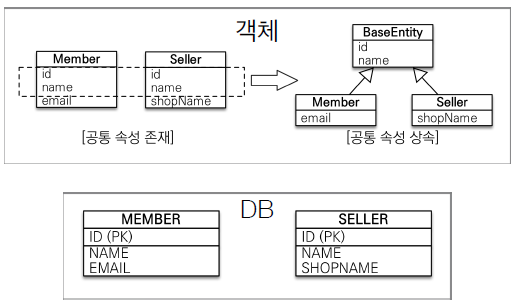 객체
Member
id
name
email
Seller
id
name
shopName
[공통 속성 존재]
BaseEntity
id
name
Member
email
Seller
shopName
[공통 속성 상속]
DB
MEMBER
ID (PK)
NAME
EMAIL
SELLER
ID (PK)
NAME
SHOPNAME